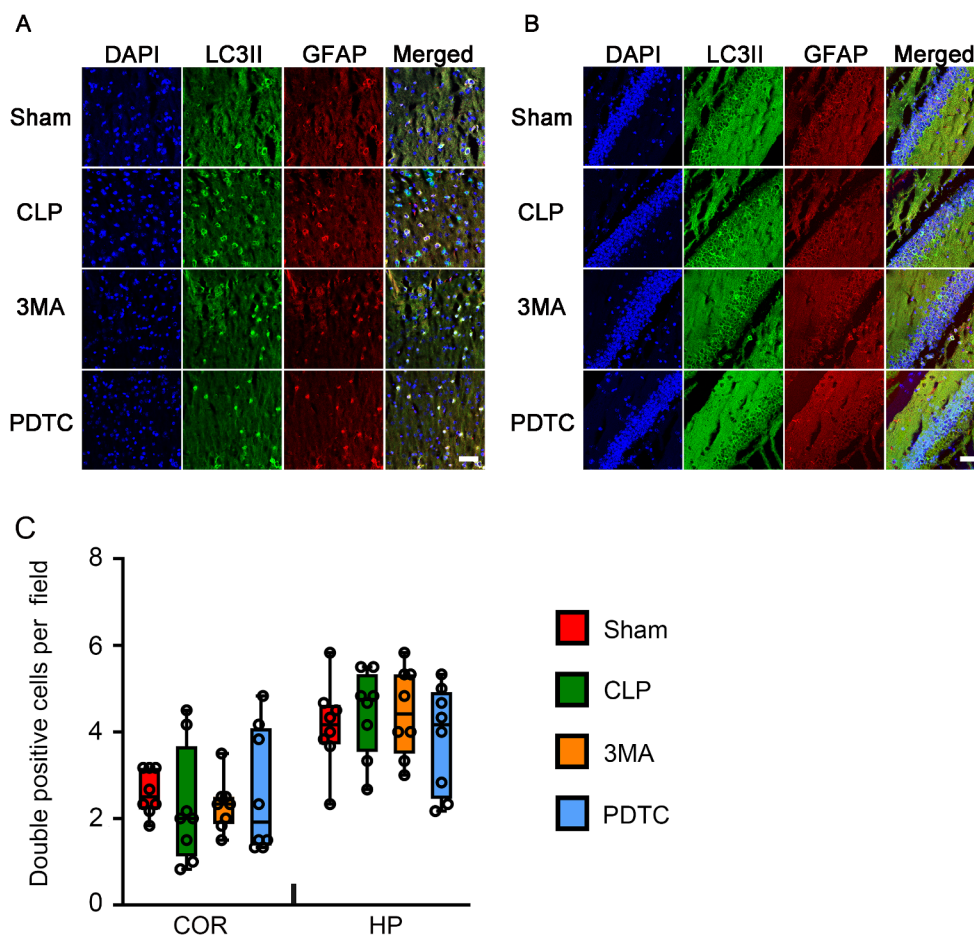 A
B
DAPI LC3II GFAP Merged
DAPI LC3II GFAP Merged
Sham
Sham
CLP
CLP
3MA
3MA
PDTC
PDTC
C
Double positive cells per field
8
6
4
2
0
COR HP
Sham
CLP
3MA
PDTC